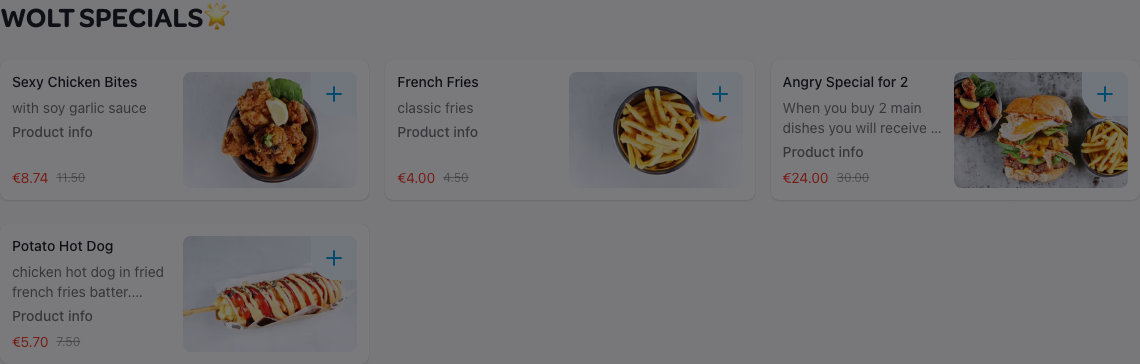 WOLT SPECIALS🌟
Sexy Chicken Bites
with soy garlic sauce
Product info
€8.74 11.50
French Fries
classic fries
Product info
€4.00 4.50
Angry Special for 2
When you buy 2 main
dishes you will receive ...
Product info
€24.00 30.00
Potato Hot Dog
chicken hot dog in fried
french fries batter....
Product info
€5.70 7.50